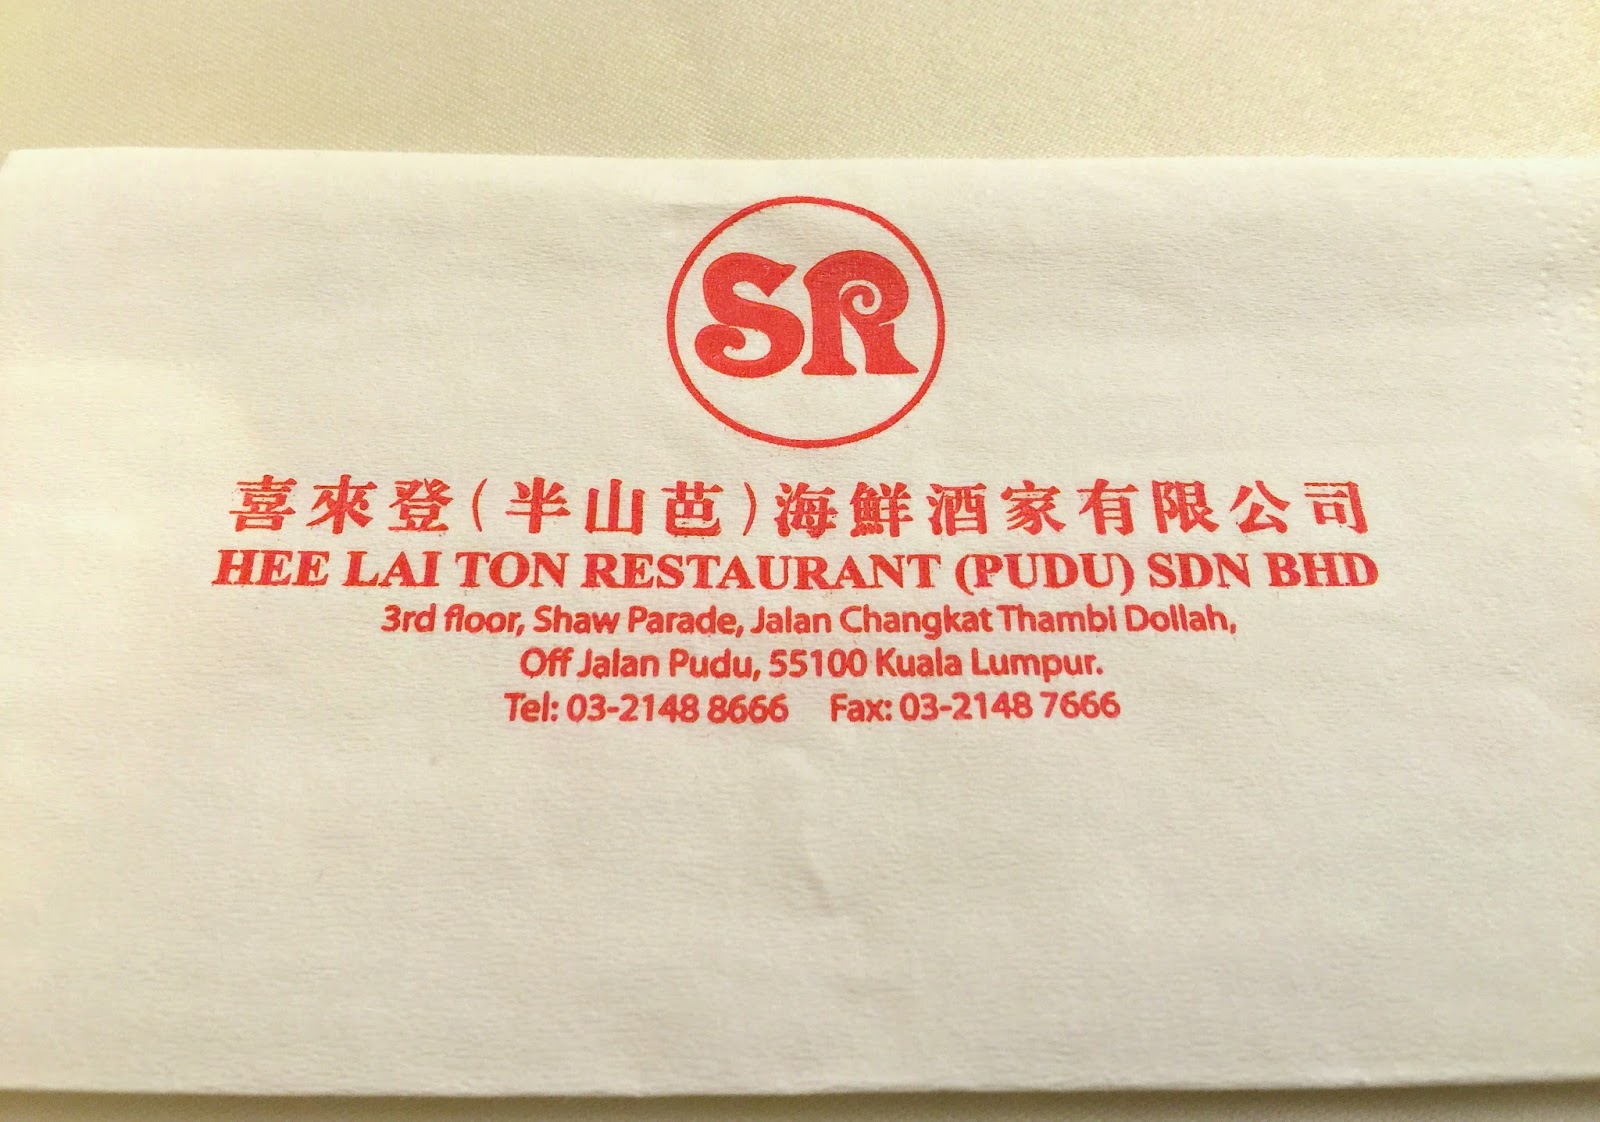 SR
喜來登(半山芭)海鮮酒家有限公司
HEE LAI TON RESTAURANT (PUDU) SDN BHD
3rd floor, Shaw Parade, Jalan Changkat Thambi Dollah,
Off Jalan Pudu, 55100 Kuala Lumpur.
Tel: 03-2148 8666 Fax: 03-2148 7666